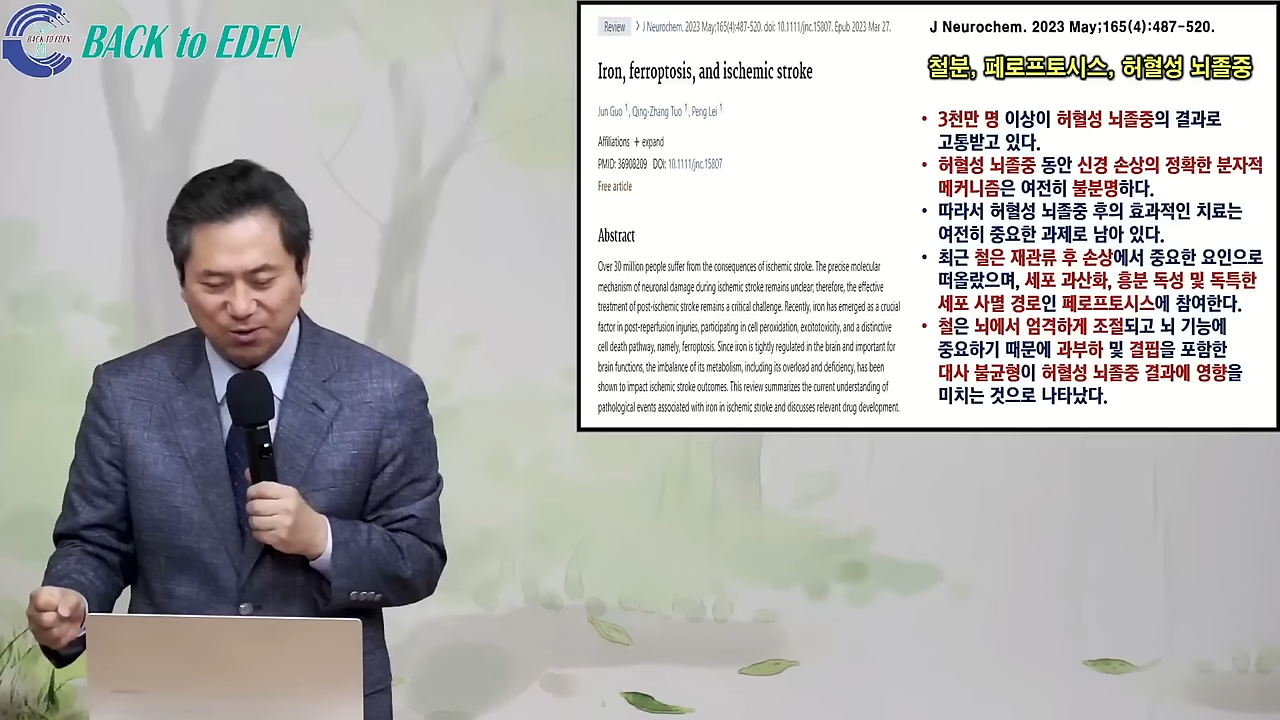 BACK TO EDEN
BACK to EDEN
Review
> J Neurochem. 2023 May;165(4):487-520. doi: 10.1111/jnc.15807. Epub 2023 Mar 27.
Iron, ferroptosis, and ischemic stroke
Jun Guo 1, Qing-Zhang Tuo 1, Peng Lei 1
Affiliations + expand
PMID: 36908209 DOI: 10.1111/jnc.15807
Free article
Abstract
Over 30 million people suffer from the consequences of ischemic stroke. The precise molecular
mechanism of neuronal damage during ischemic stroke remains unclear; therefore, the effective
treatment of post-ischemic stroke remains a critical challenge. Recently, iron has emerged as a crucial
factor in post-reperfusion injuries, participating in cell peroxidation, excitotoxicity, and a distinctive
cell death pathway, namely, ferroptosis. Since iron is tightly regulated in the brain and important for
brain functions, the imbalance of its metabolism, including its overload and deficiency, has been
shown to impact ischemic stroke outcomes. This review summarizes the current understanding of
pathological events associated with iron in ischemic stroke and discusses relevant drug development.
J Neurochem. 2023 May;165(4):487-520.
철분, 페로프토시스, 허혈성 뇌졸중
• 3천만 명 이상이 허혈성 뇌졸중의 결과로
고통받고 있다.
• 허혈성 뇌졸중 동안 신경 손상의 정확한 분자적
메커니즘은 여전히 불분명하다.
• 따라서 허혈성 뇌졸중 후의 효과적인 치료는
여전히 중요한 과제로 남아 있다.
• 최근 철은 재관류 후 손상에서 중요한 요인으로
떠올랐으며, 세포 과산화, 흥분 독성 및 독특한
세포 사멸 경로인 페로프토시스에 참여한다.
• 철은 뇌에서 엄격하게 조절되고 뇌 기능에
중요하기 때문에 과부하 및 결핍을 포함한
대사 불균형이 허혈성 뇌졸중 결과에 영향을
미치는 것으로 나타났다.